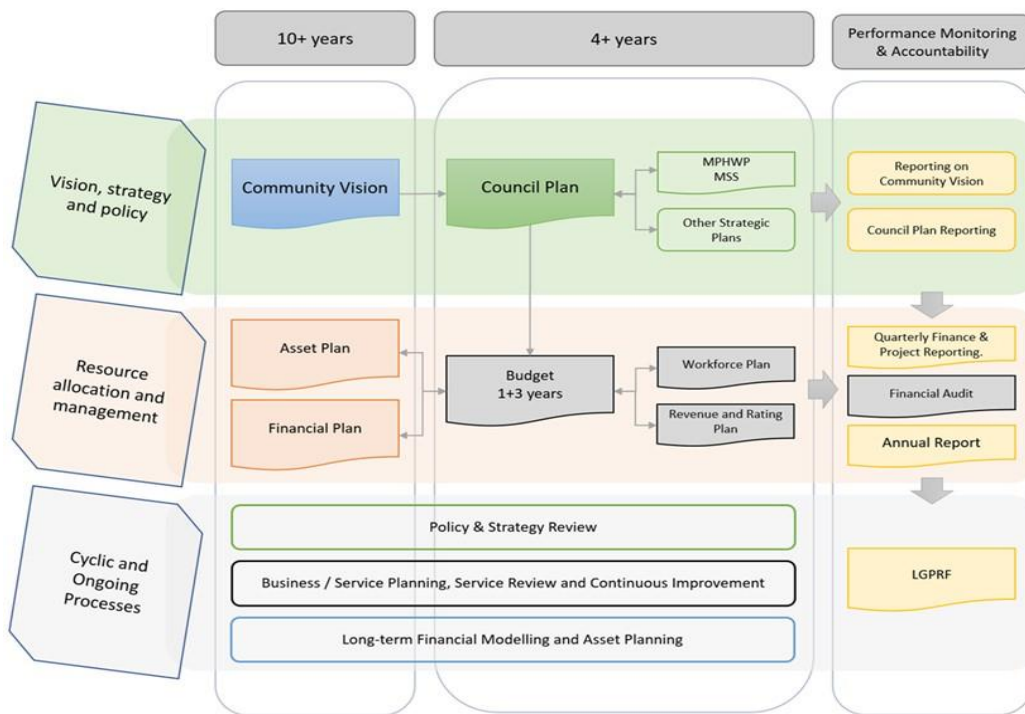 10+ years
4+ years
Performance Monitoring
& Accountability
Vision, strategy
and policy
Community Vision
Council Plan
MPHWP
MSS
Other Strategic
Plans
Reporting on
Community Vision
Council Plan Reporting
Resource
allocation and
management
Asset Plan
Financial Plan
Budget
1+3 years
Workforce Plan
Revenue and Rating
Plan
Quarterly Finance &
Project Reporting.
Financial Audit
Annual Report
Cyclic and
Ongoing
Processes
Policy & Strategy Review
Business / Service Planning, Service Review and Continuous Improvement
Long-term Financial Modelling and Asset Planning
LGPRF